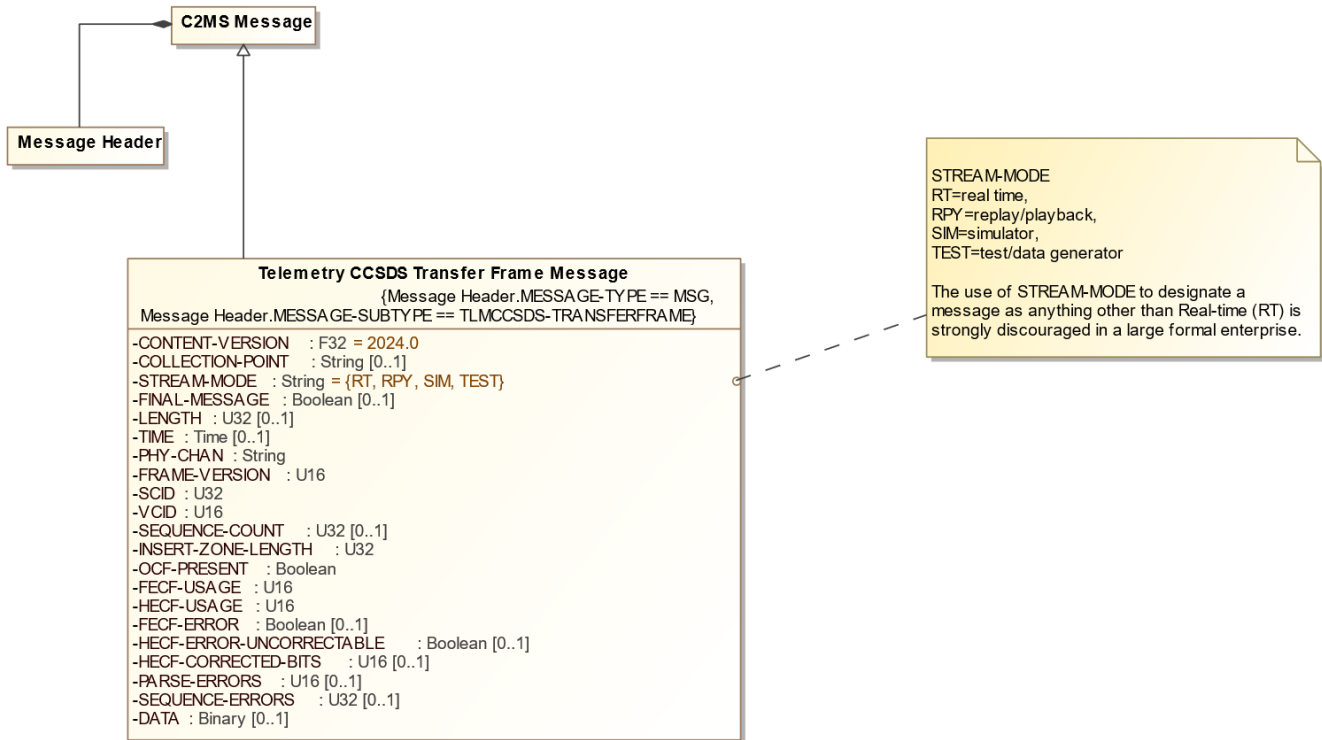 C2MS Message
Message Header
STREAM-MODE
RT=real time,
RPY=replay/playback,
SIM=simulator,
TEST=test/data generator
The use of STREAM-MODE to designate a
message as anything other than Real-time (RT) is
strongly discouraged in a large formal enterprise.
Telemetry CCSDS Transfer Frame Message
{Message Header.MESSAGE-TYPE == MSG,
Message Header.MESSAGE-SUBTYPE == TLMCCSDS-TRANSFERFRAME}
-CONTENT-VERSION : F32 = 2024.0
-COLLECTION-POINT : String [0..1]
-STREAM-MODE : String = {RT, RPY, SIM, TEST}
-FINAL-MESSAGE : Boolean [0..1]
-LENGTH : U32 [0..1]
-TIME : Time [0..1]
-PHY-CHAN : String
-FRAME-VERSION : U16
-SCID : U32
-VCID : U16
-SEQUENCE-COUNT : U32 [0..1]
-INSERT-ZONE-LENGTH : U32
-OCF-PRESENT : Boolean
-FECF-USAGE : U16
-HECF-USAGE : U16
-FECF-ERROR : Boolean [0..1]
-HECF-ERROR-UNCORRECTABLE : Boolean [0..1]
-HECF-CORRECTED-BITS : U16 [0..1]
-PARSE-ERRORS : U16 [0..1]
-SEQUENCE-ERRORS : U32 [0..1]
-DATA : Binary [0..1]